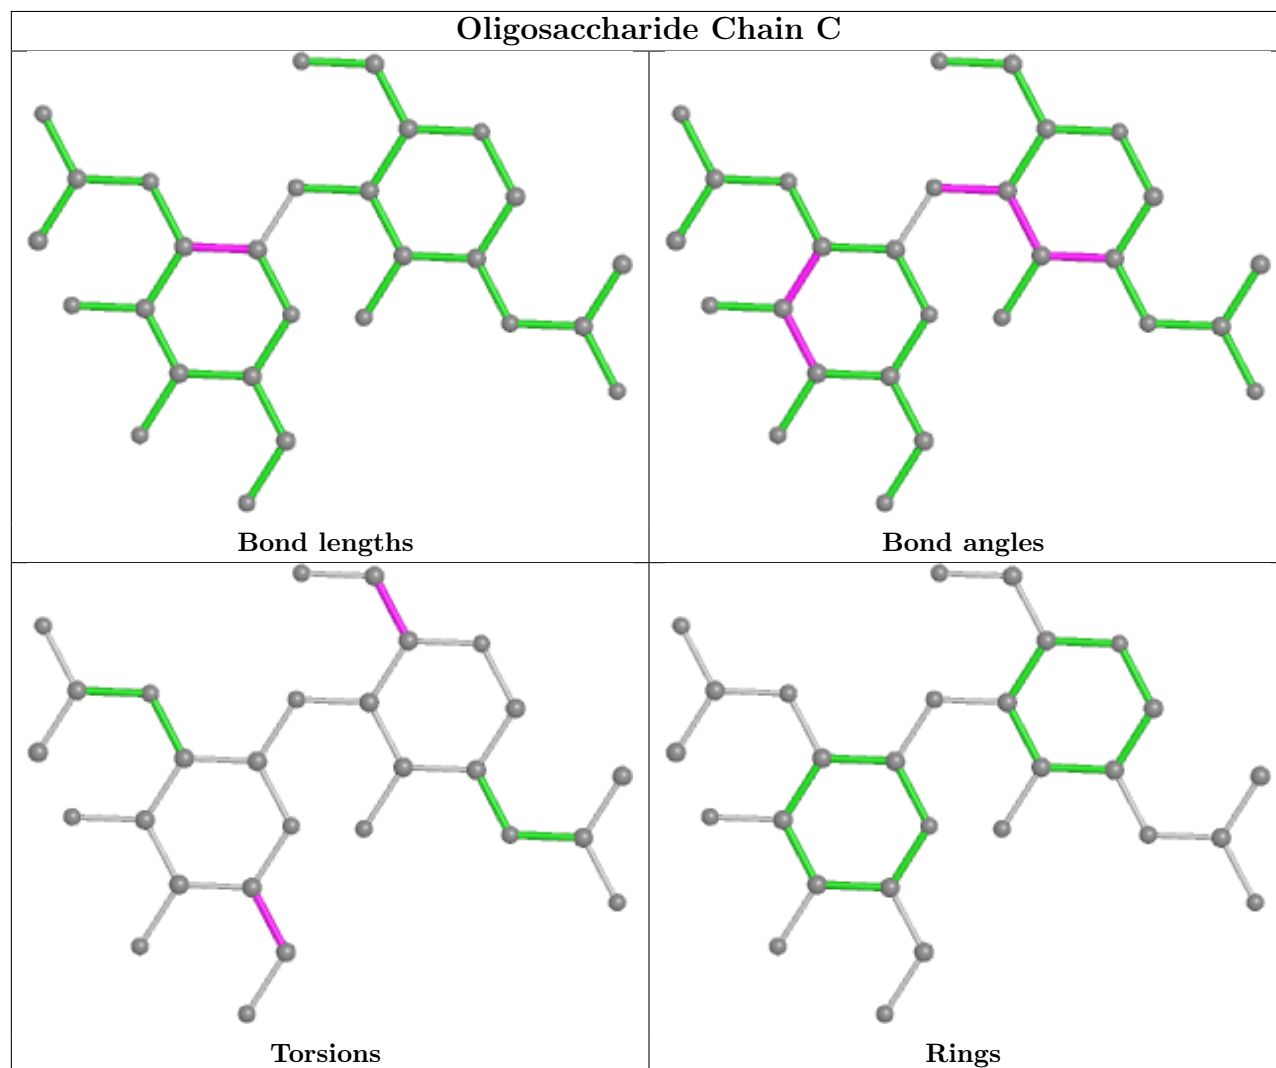 Oligosaccharide Chain C
Bond lengths
Bond angles
Torsions
Rings